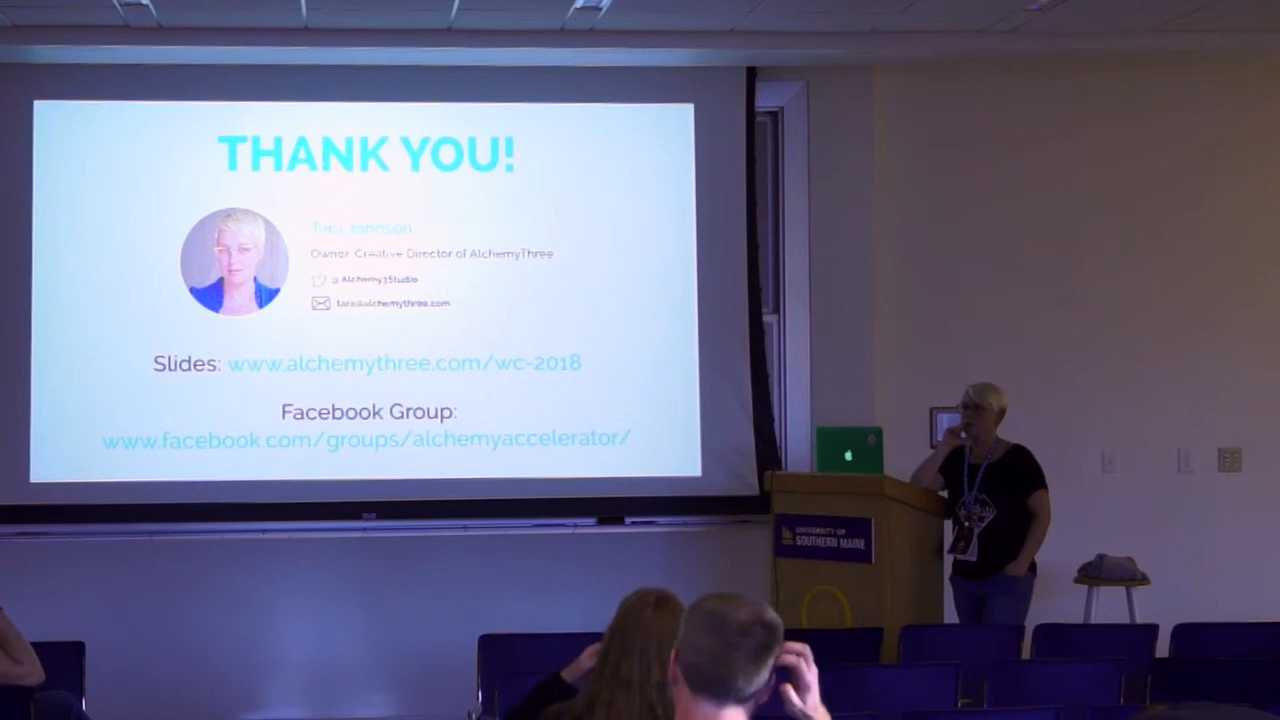 THANK YOU!
Tara Johnson
Owner, Creative Director of AlchemyThree
@Alchemy3Studio
tara@alchemythree.com
Slides: www.alchemythree.com/wc-2018
Facebook Group:
www.facebook.com/groups/alchemyaccelerator/
UNIVERSITY OF
SOUTHERN MAINE